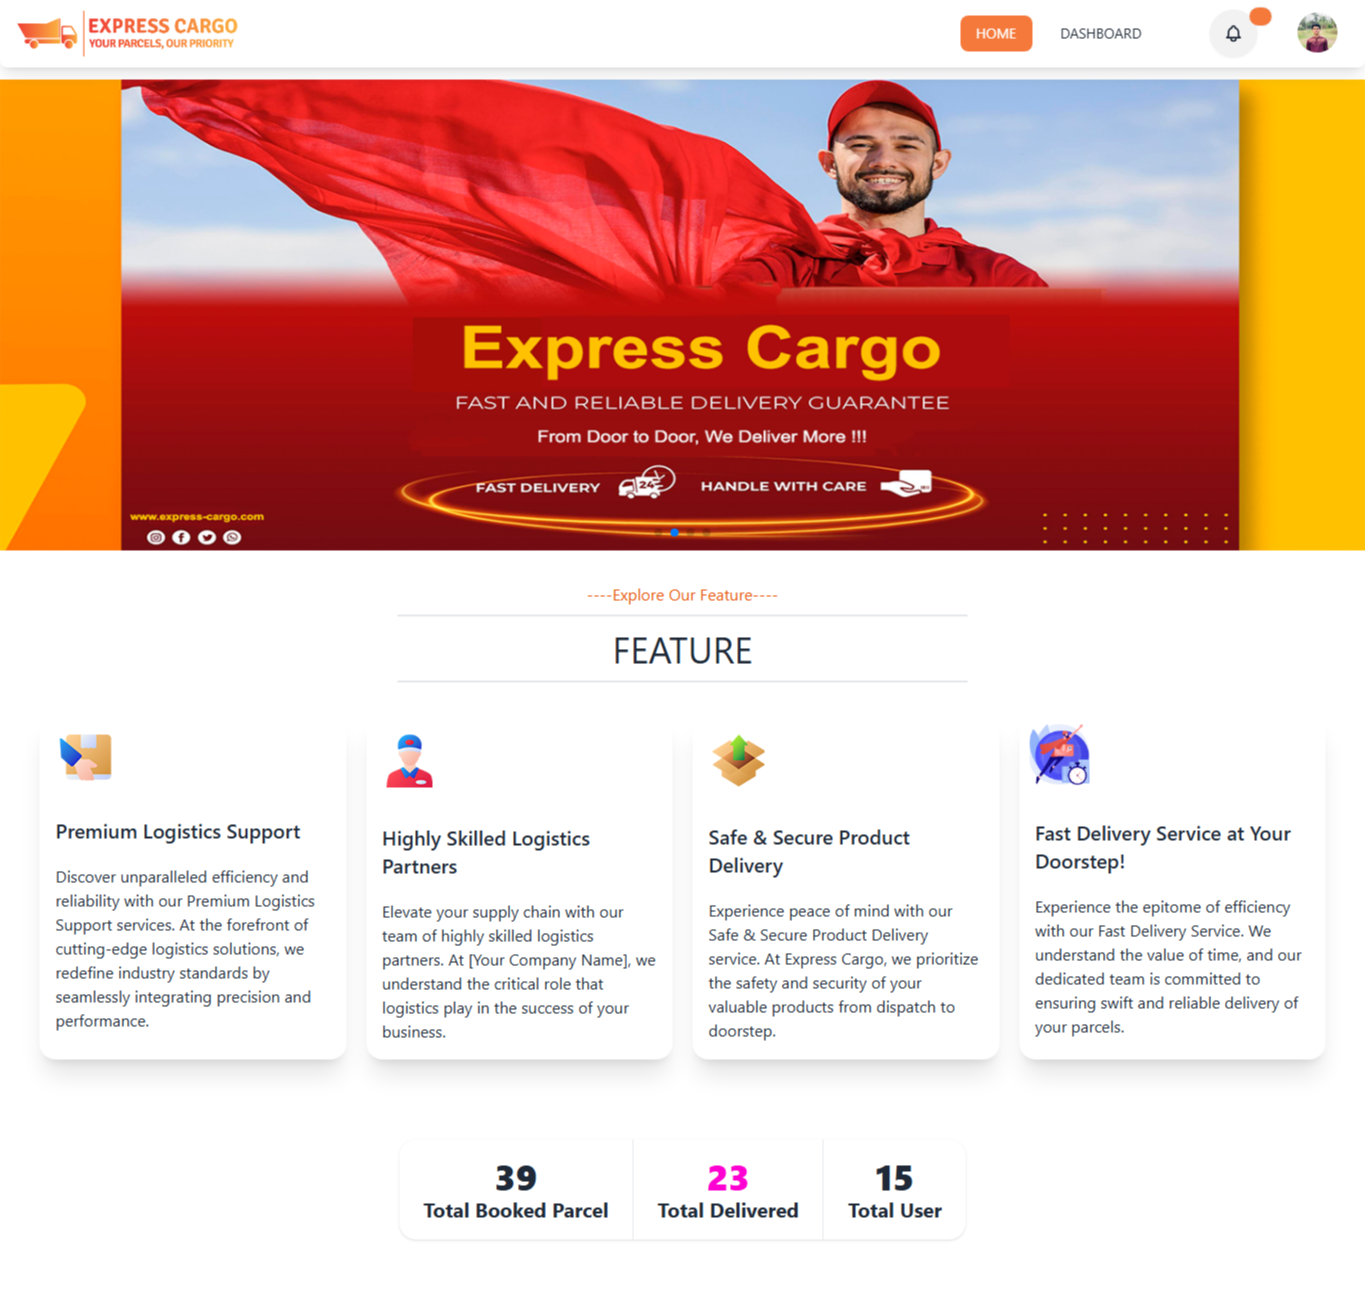 EXPRESS CARGO
YOUR PARCELS, OUR PRIORITY
HOME
DASHBOARD
Express Cargo
FAST AND RELIABLE DELIVERY GUARANTEE
From Door to Door, We Deliver More !!!
FAST DELIVERY
24
HANDLE WITH CARE
www.express-cargo.com
----Explore Our Feature----
FEATURE
Premium Logistics Support
Discover unparalleled efficiency and
reliability with our Premium Logistics
Support services. At the forefront of
cutting-edge logistics solutions, we
redefine industry standards by
seamlessly integrating precision and
performance.
Highly Skilled Logistics
Partners
Elevate your supply chain with our
team of highly skilled logistics
partners. At [Your Company Name], we
understand the critical role that
logistics play in the success of your
business.
Safe & Secure Product
Delivery
Experience peace of mind with our
Safe & Secure Product Delivery
service. At Express Cargo, we prioritize
the safety and security of your
valuable products from dispatch to
doorstep.
Fast Delivery Service at Your
Doorstep!
Experience the epitome of efficiency
with our Fast Delivery Service. We
understand the value of time, and our
dedicated team is committed to
ensuring swift and reliable delivery of
your parcels.
39
Total Booked Parcel
23
Total Delivered
15
Total User